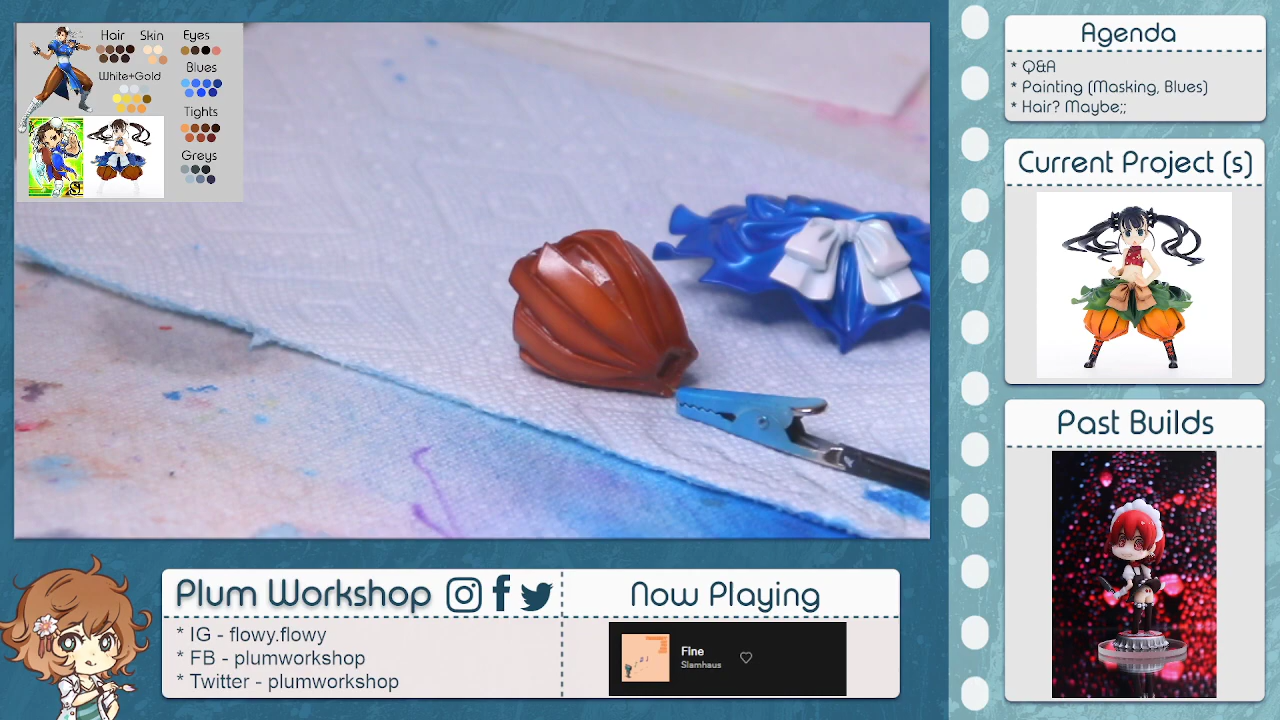 Hair Skin Eyes
White+Gold
Blues
Tights
Greys
Agenda
* Q&A
* Painting (Masking, Blues)
* Hair? Maybe;;
Current Project (s)
Past Builds
Plum Workshop
* IG - flowy.flowy
* FB - plumworkshop
* Twitter - plumworkshop
Now Playing
FIne
Slamhaus